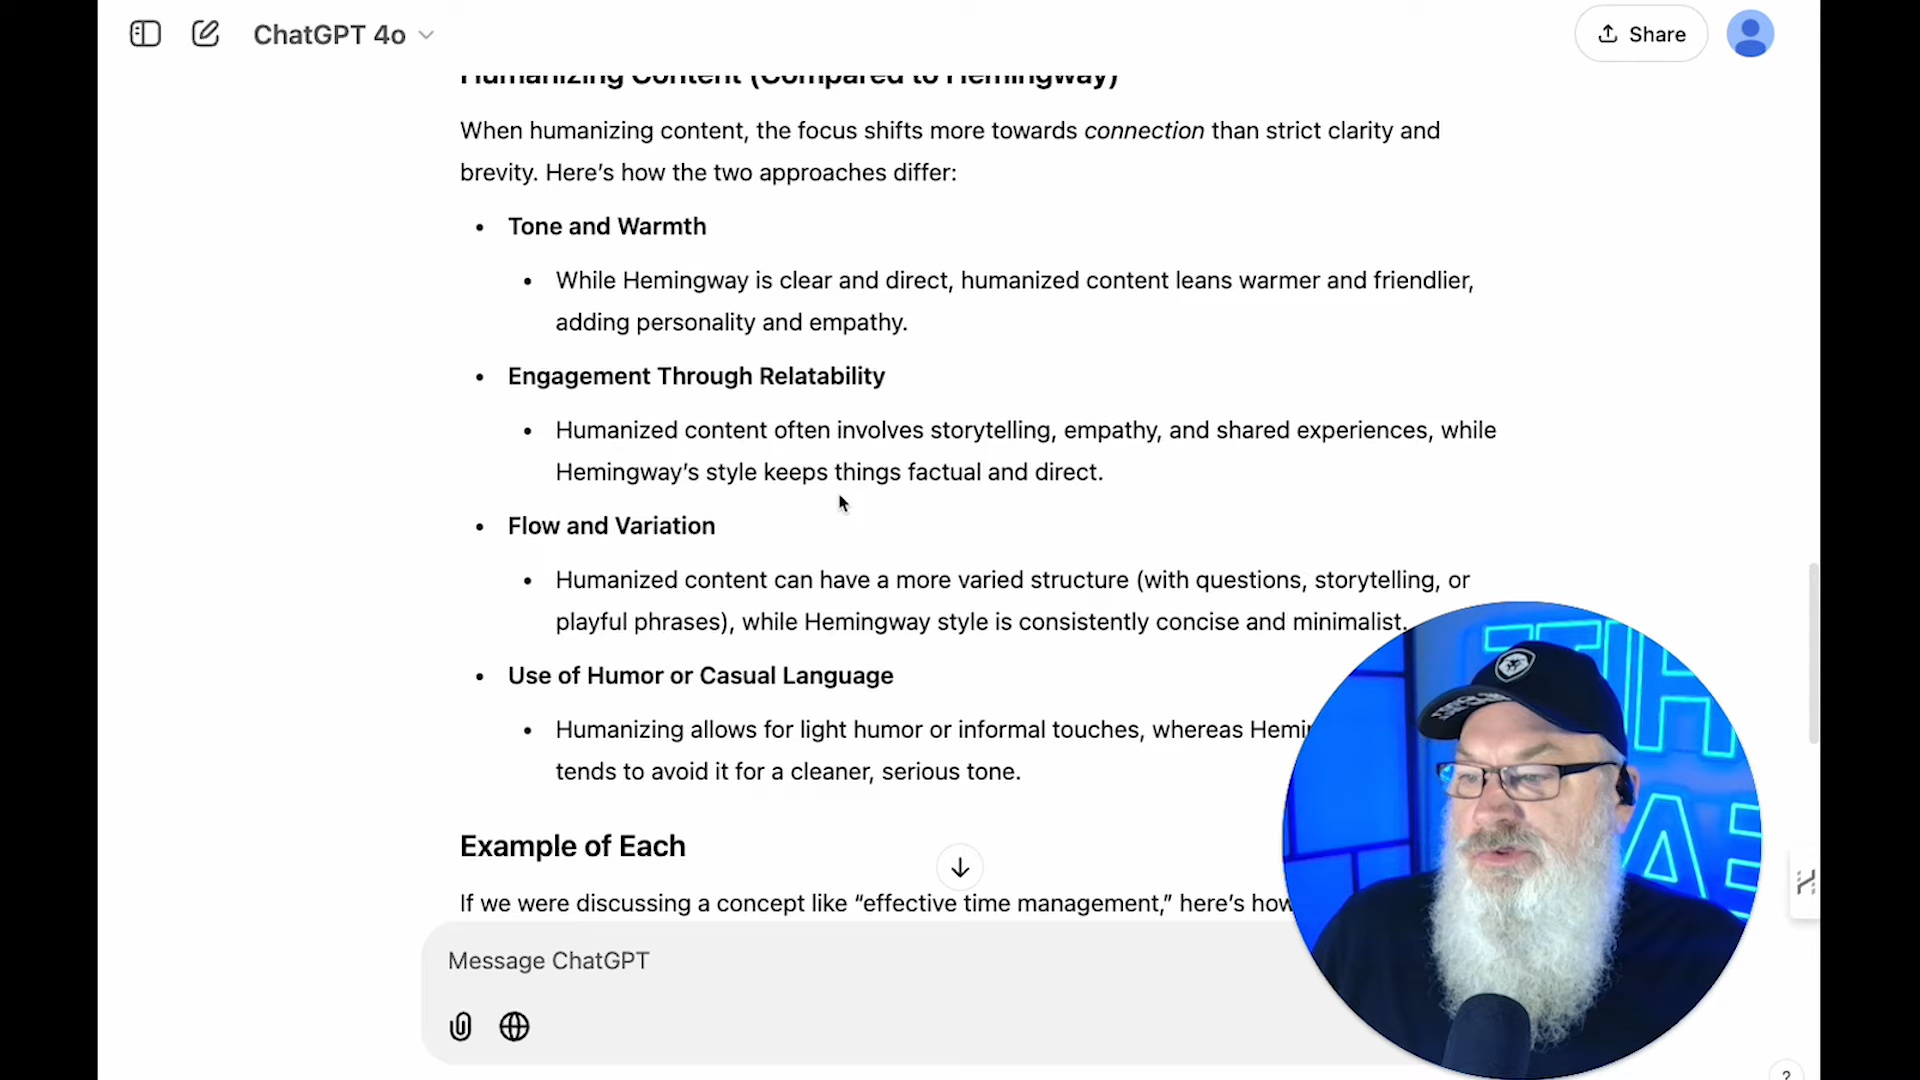 ChatGPT 4o
Share
Humanizing Content (Compared to Hemingway)
When humanizing content, the focus shifts more towards connection than strict clarity and
brevity. Here’s how the two approaches differ:
• Tone and Warmth
• While Hemingway is clear and direct, humanized content leans warmer and friendlier,
adding personality and empathy.
• Engagement Through Relatability
• Humanized content often involves storytelling, empathy, and shared experiences, while
Hemingway’s style keeps things factual and direct.
• Flow and Variation
• Humanized content can have a more varied structure (with questions, storytelling, or
playful phrases), while Hemingway style is consistently concise and minimalist.
• Use of Humor or Casual Language
• Humanizing allows for light humor or informal touches, whereas Hemi
tends to avoid it for a cleaner, serious tone.
Example of Each
If we were discussing a concept like “effective time management,” here’s how
Message ChatGPT
?